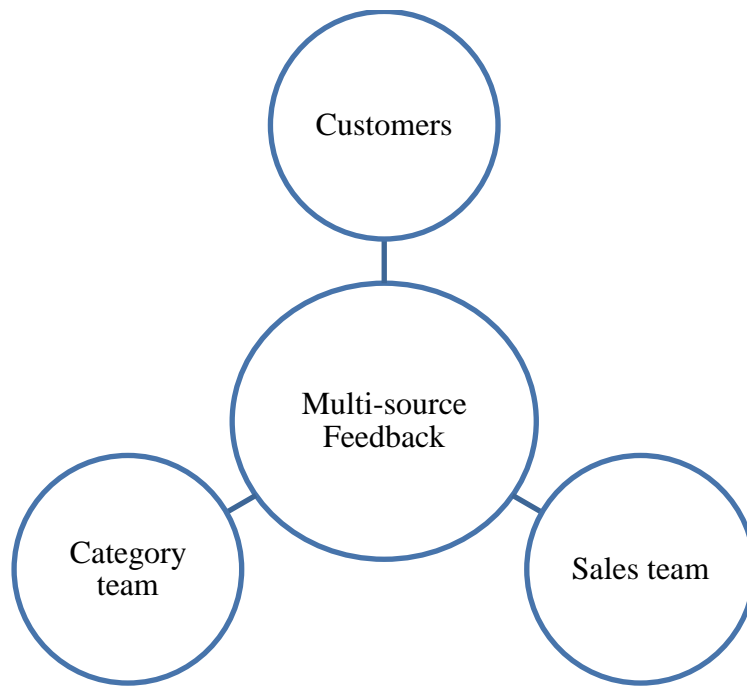 Customers
Multi-source
Feedback
Category
team
Sales team